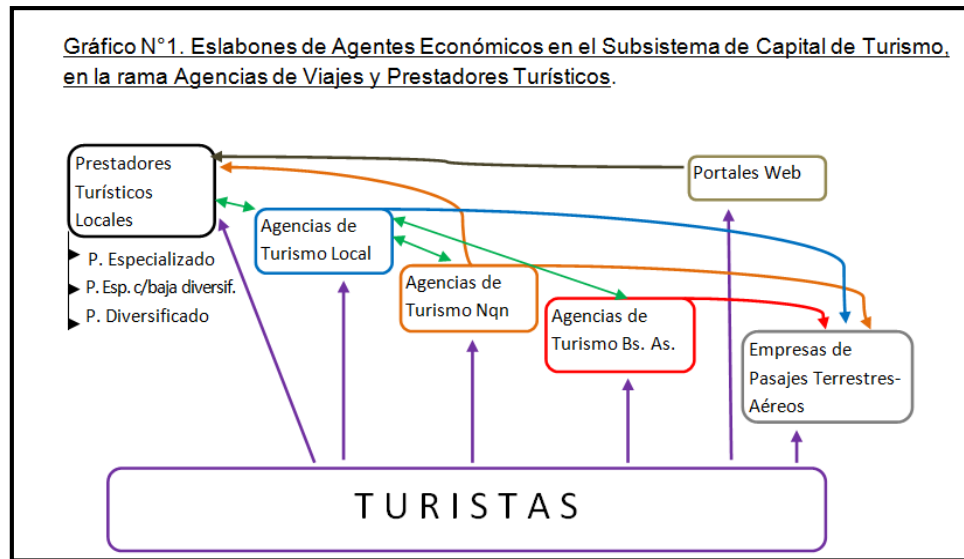 Gráfico N°1. Eslabones de Agentes Económicos en el Subsistema de Capital de Turismo,
en la rama Agencias de Viajes y Prestadores Turísticos.
Prestadores
Turísticos
Locales
P. Especializado
P. Esp. c/baja diversif.
P. Diversificado
Agencias de
Turismo Local
Agencias de
Turismo Nqn
Agencias de
Turismo Bs. As.
Portales Web
Empresas de
Pasajes Terrestres-
Aéreos
TURISTAS